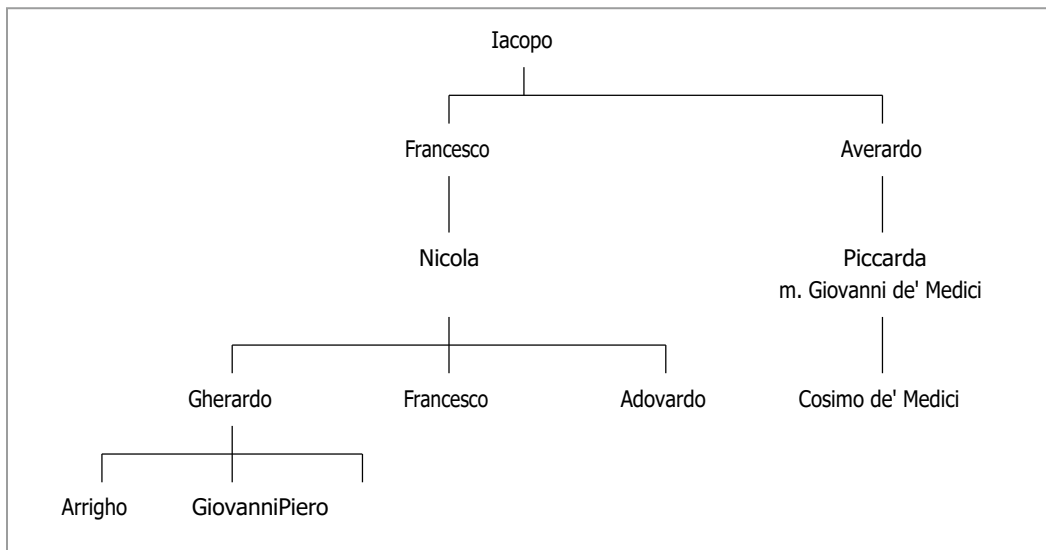 Iacopo
Francesco Averardo
Nicola Piccarda
m. Giovanni de' Medici
Gherardo Francesco Adovardo Cosimo de' Medici
Arrigho GiovanniPiero